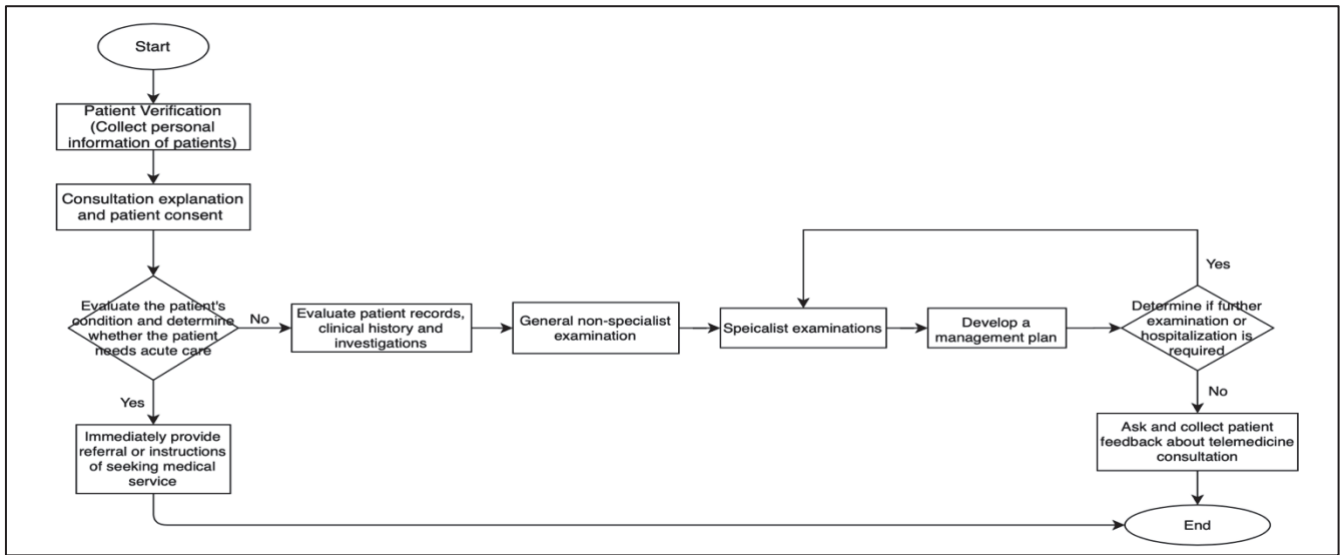 Start
Patient Verification
(Collect personal
information of patients)
Consultation explanation
and patient consent
Evaluate the patient's
condition and determine
whether the patient
needs acute care
No
Evaluate patient records,
clinical history and
investigations
General non-specialist
examination
Speicalist examinations
Develop a
management plan
Determine if further
examination or
hospitalization is
required
Yes
Yes
Immediately provide
referral or instructions
of seeking medical
service
No
Ask and collect patient
feedback about telemedicine
consultation
End